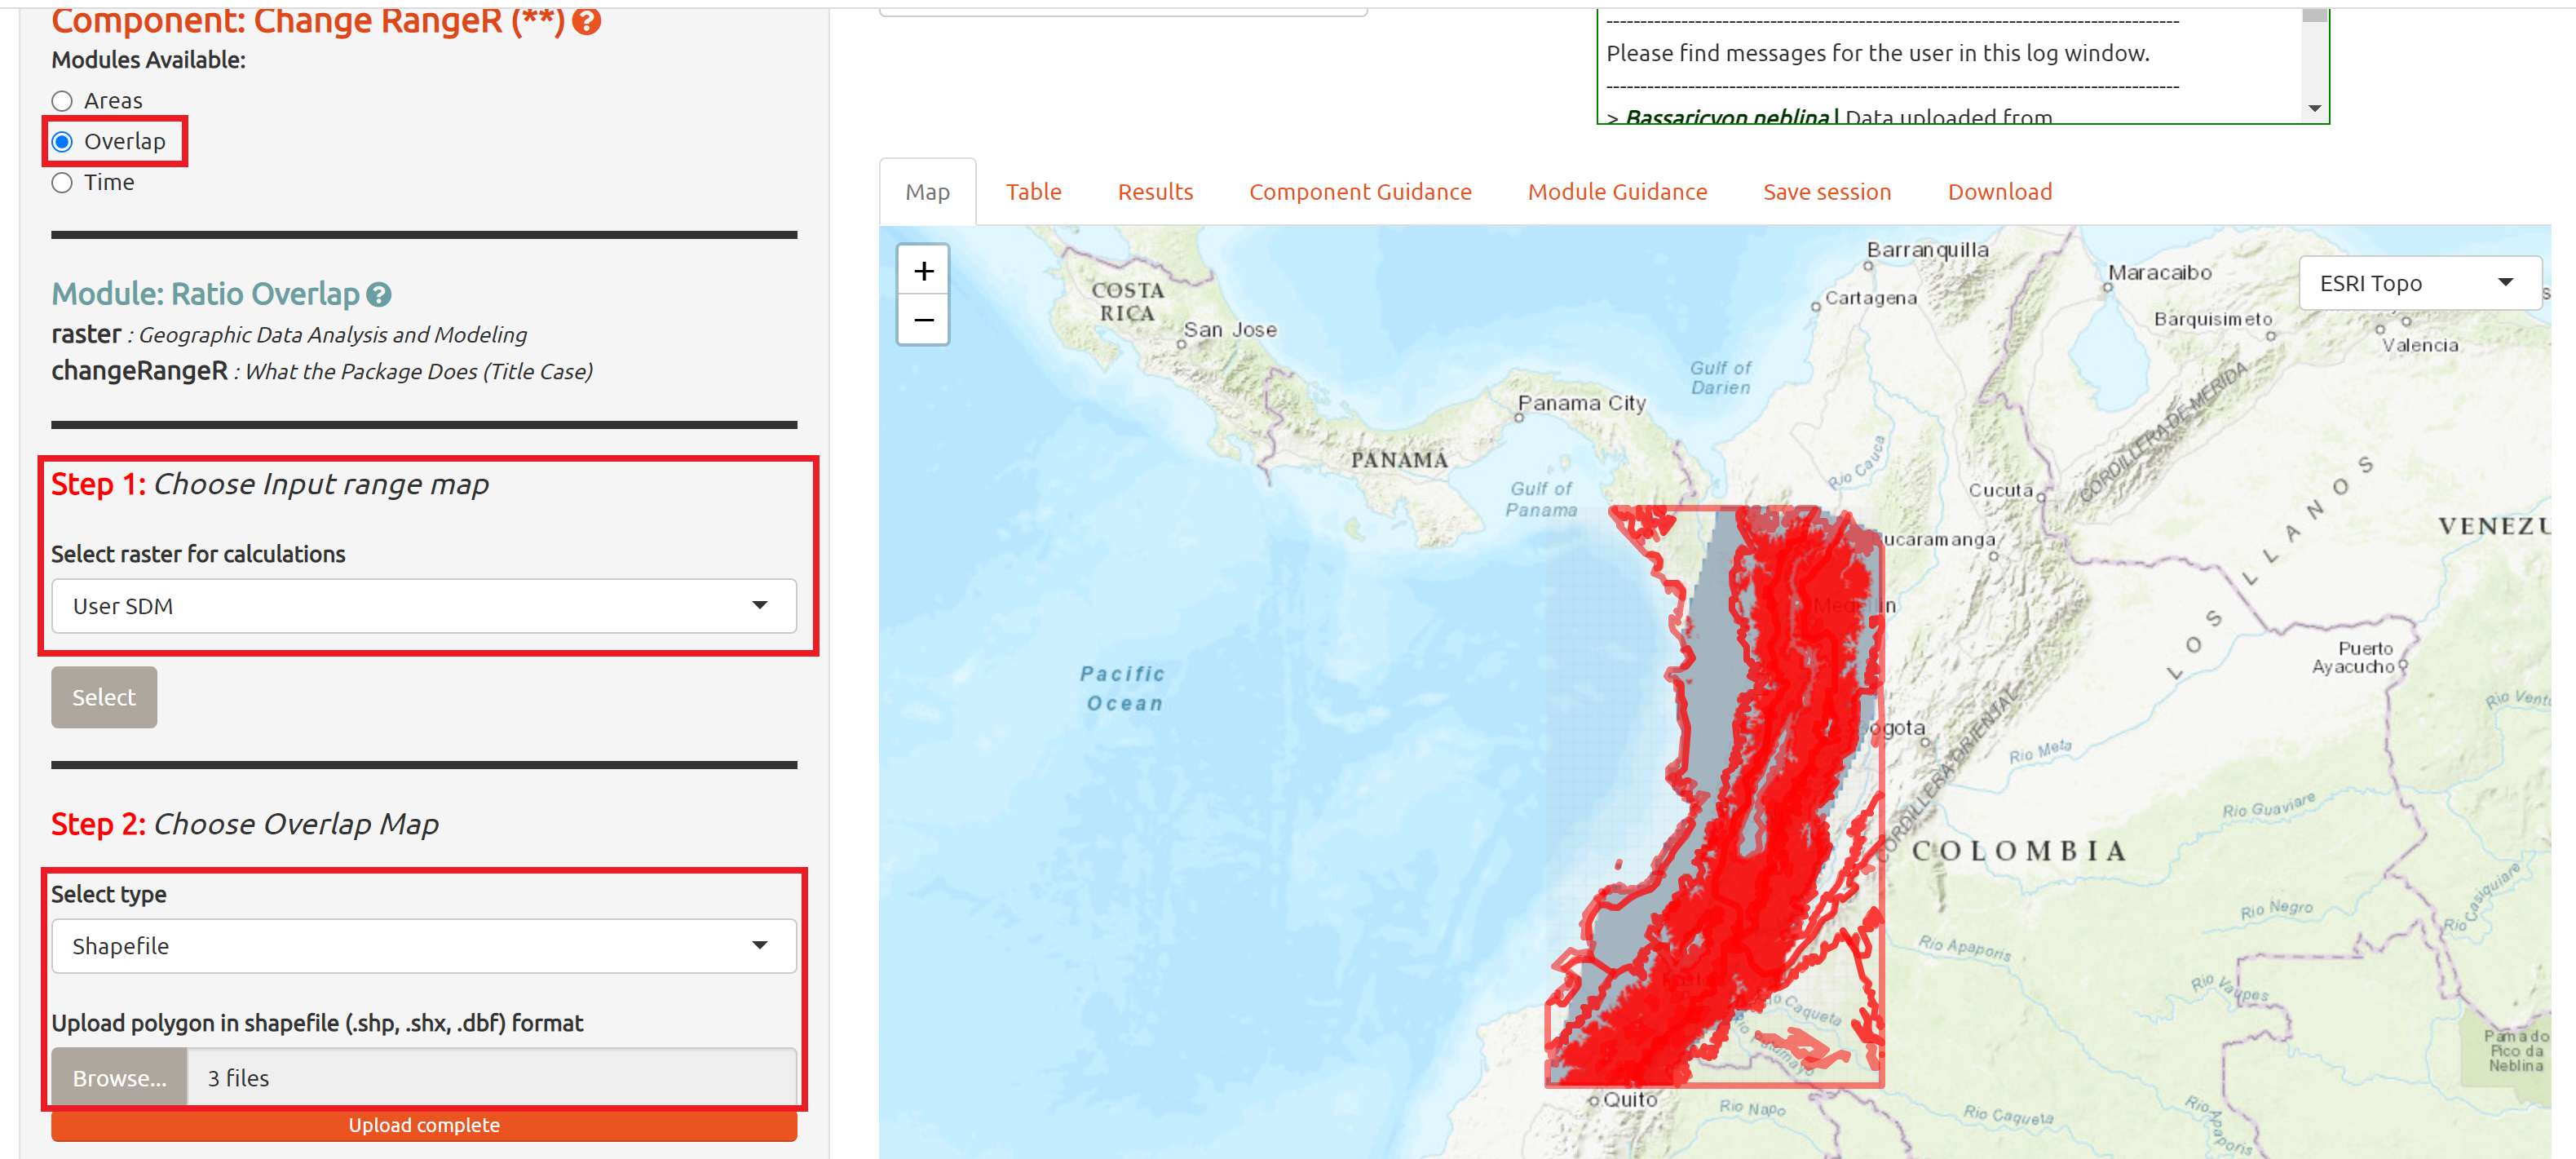 Component: Change RangeR (**) ?
Modules Available:
Areas
Overlap
Time
Module: Ratio Overlap ?
raster : Geographic Data Analysis and Modeling
changeRangeR : What the Package Does (Title Case)
Step 1: Choose Input range map
Select raster for calculations
User SDM
Select
Step 2: Choose Overlap Map
Select type
Shapefile
Upload polygon in shapefile (.shp, .shx, .dbf) format
Browse... 3 files
Upload complete
--------------------------------------------------------------------------------------
Please find messages for the user in this log window.
--------------------------------------------------------------------------------------
> Bassaricyon neblina | Data uploaded from
Map Table Results Component Guidance Module Guidance Save session Download
+
−
ESRI Topo
Barranquilla
Maracaibo
COSTA
RICA
Cartagena
San Jose
Barquisimeto
Valencia
Gulf of
Darien
Panama City
CORDILLERA DE MERIDA
PANAMÁ
Rio Cauca
Gulf of
Panama
Cucuta
LLANOS
VENEZU
ucaramanga
Medellin
LOS
Puerto
Ayacucho
Pacific
Ocean
ogota
CORDILLERA ORIENTAL
Rio Meta
Rio Ventu
Rio Guaviare
COLOMBIA
Rio Negro
Rio Casiquiare
Rio Apaporis
Rio Vaupes
Rio Caqueta
Rio Putumayo
Pam a do
Pico da
Neblina
Quito
Rio Napo
Rio Caqueta
Rio Apaporis